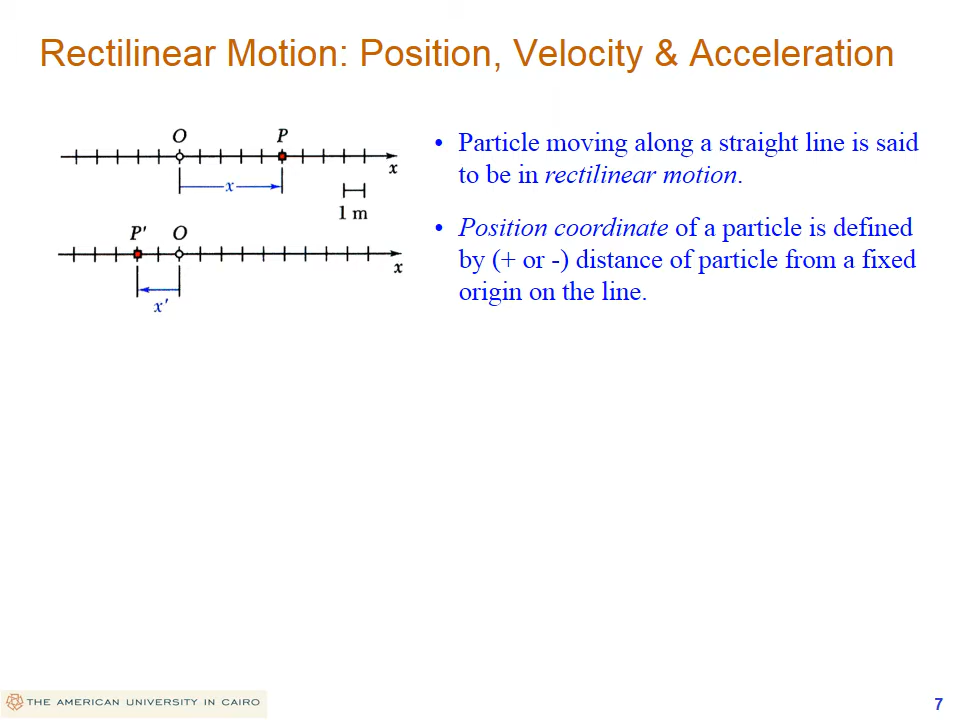 Rectilinear Motion: Position, Velocity & Acceleration
O P
x
x
1 m
P' O
x
x'
• Particle moving along a straight line is said
to be in rectilinear motion.
• Position coordinate of a particle is defined
by (+ or -) distance of particle from a fixed
origin on the line.
THE AMERICAN UNIVERSITY IN CAIRO
7